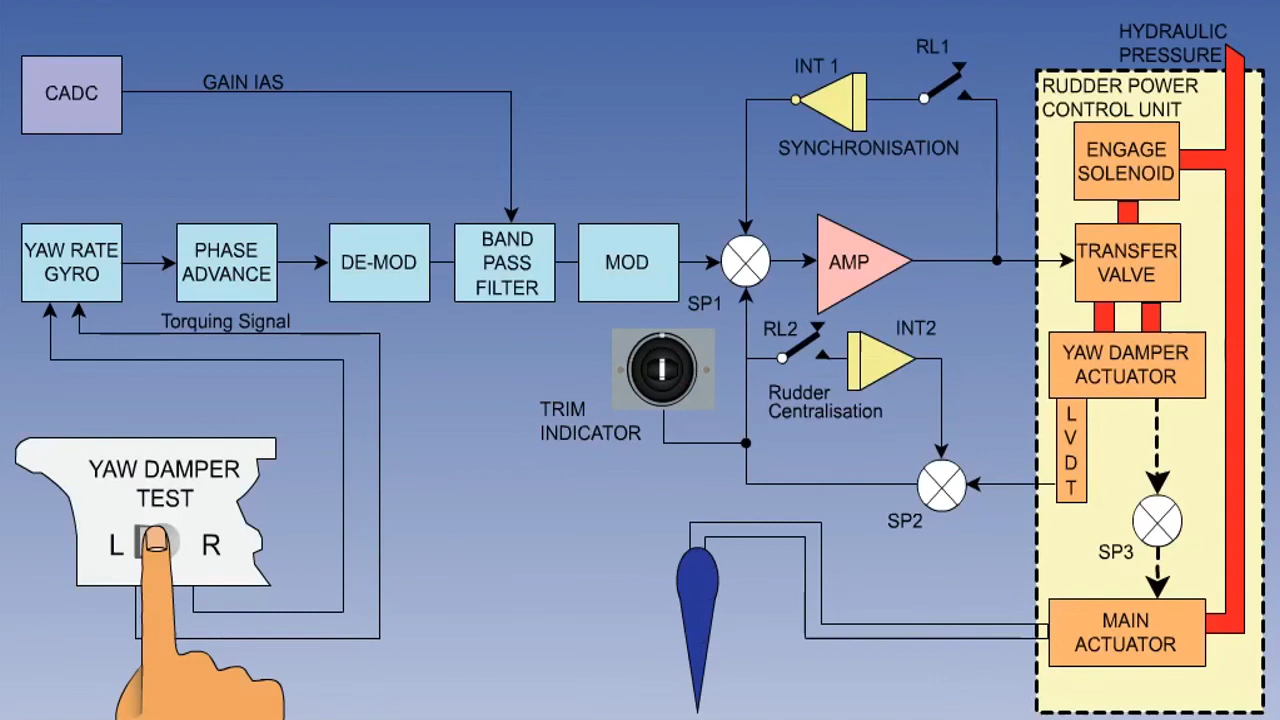 HYDRAULIC
PRESSURE
RL1
INT 1
GAIN IAS
CADC
RUDDER POWER
CONTROL UNIT
SYNCHRONISATION
ENGAGE
SOLENOID
YAW RATE
GYRO
PHASE
ADVANCE
DE-MOD
BAND
PASS
FILTER
MOD
AMP
TRANSFER
VALVE
SP1
Torquing Signal
RL2
INT2
YAW DAMPER
ACTUATOR
Rudder
Centralisation
TRIM
INDICATOR
L
V
D
T
YAW DAMPER
TEST
L R
SP2
SP3
MAIN
ACTUATOR